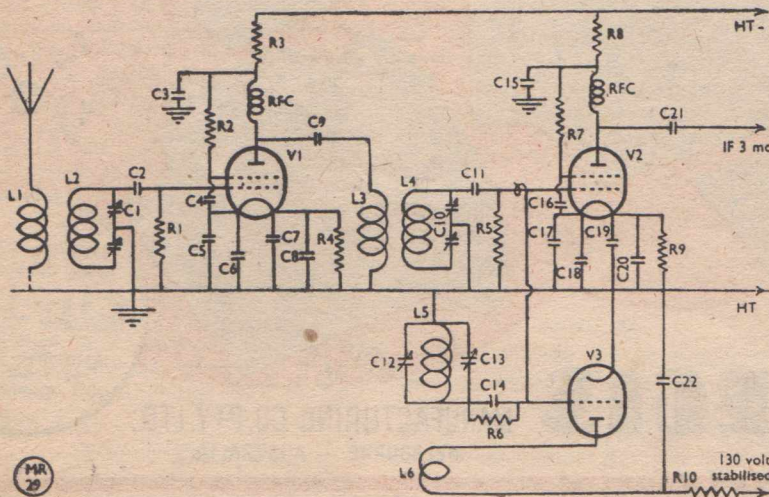 R3
R8
HT-
C3
RFC
C15
RFC
R2
C9
R7
C21
V1
V2
IF 3 mc
L1
L2
C2
L3
L4
C11
C1
C4
C10
C16
R1
C5
C7
R4
R5
C17
C19
R9
C6
C8
C18
C20
L5
HT
C12
C13
V3
C14
C22
R6
L6
130 volt
R10
stabilised
MR
29